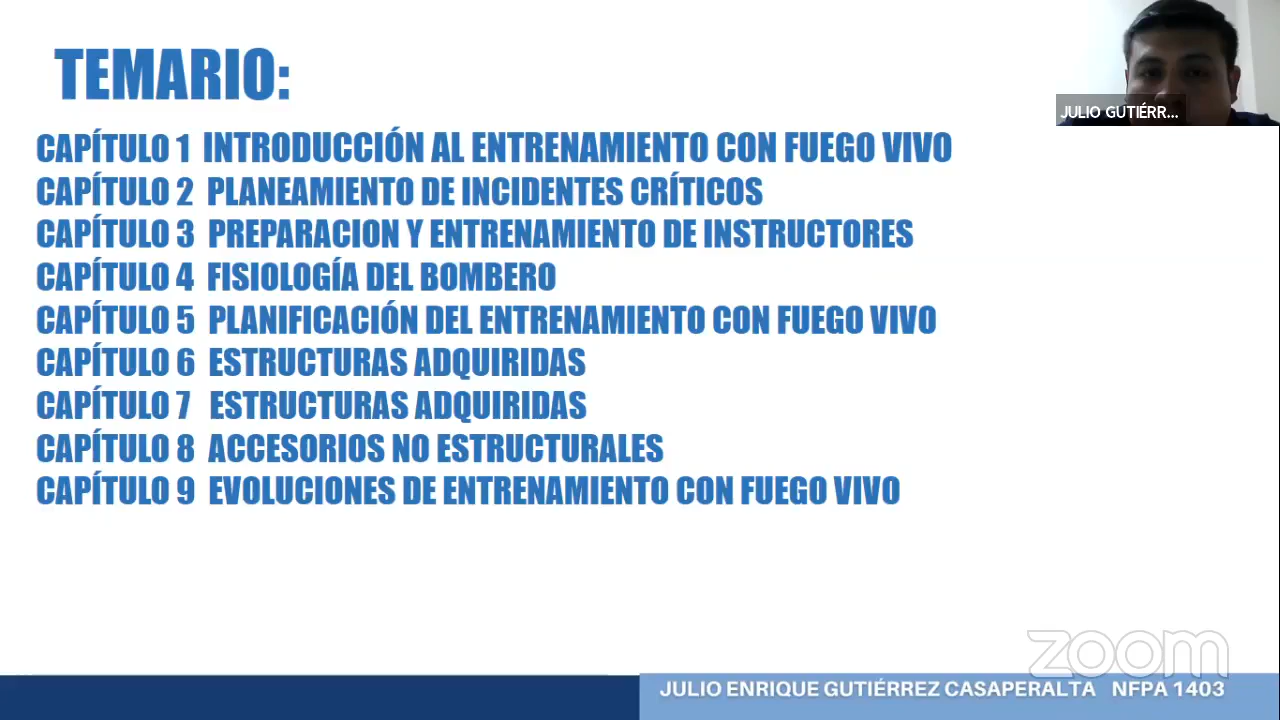 TEMARIO:
JULIO GUTIÉRR...
CAPÍTULO 1 INTRODUCCIÓN AL ENTRENAMIENTO CON FUEGO VIVO
CAPÍTULO 2 PLANEAMIENTO DE INCIDENTES CRÍTICOS
CAPÍTULO 3 PREPARACION Y ENTRENAMIENTO DE INSTRUCTORES
CAPÍTULO 4 FISIOLOGÍA DEL BOMBERO
CAPÍTULO 5 PLANIFICACIÓN DEL ENTRENAMIENTO CON FUEGO VIVO
CAPÍTULO 6 ESTRUCTURAS ADQUIRIDAS
CAPÍTULO 7 ESTRUCTURAS ADQUIRIDAS
CAPÍTULO 8 ACCESORIOS NO ESTRUCTURALES
CAPÍTULO 9 EVOLUCIONES DE ENTRENAMIENTO CON FUEGO VIVO
zoom
JULIO ENRIQUE GUTIÉRREZ CASAPERALTA NFPA 1403